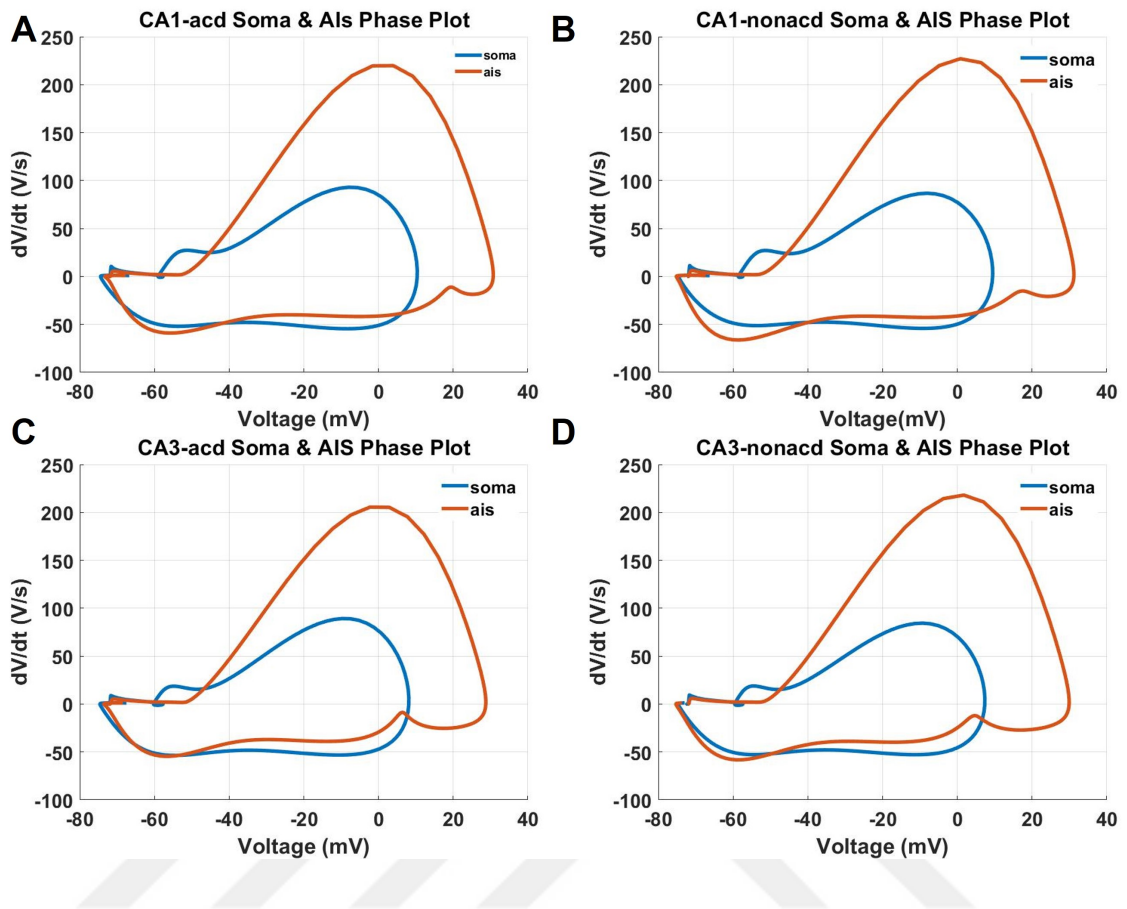 A
CA1-acd Soma & AIs Phase Plot
250
200
150
100
50
0
-50
-100
dV/dt (V/s)
soma
ais
-80 -60 -40 -20 0 20 40
Voltage (mV)
B
CA1-nonacd Soma & AIS Phase Plot
250
200
150
100
50
0
-50
-100
dV/dt (V/s)
soma
ais
-80 -60 -40 -20 0 20 40
Voltage(mV)
C
CA3-acd Soma & AIS Phase Plot
250
200
150
100
50
0
-50
-100
dV/dt (V/s)
soma
ais
-80 -60 -40 -20 0 20 40
Voltage (mV)
D
CA3-nonacd Soma & AIS Phase Plot
250
200
150
100
50
0
-50
-100
dV/dt (V/s)
soma
ais
-80 -60 -40 -20 0 20 40
Voltage (mV)